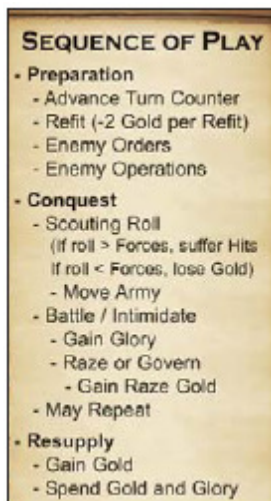 SEQUENCE OF PLAY
- Preparation
- Advance Turn Counter
- Refit (-2 Gold per Refit)
- Enemy Orders
- Enemy Operations
- Conquest
- Scouting Roll
(If roll > Forces, suffer Hits
If roll < Forces, lose Gold)
- Move Army
- Battle / Intimidate
- Gain Glory
- Raze or Govern
- Gain Raze Gold
- May Repeat
- Resupply
- Gain Gold
- Spend Gold and Glory